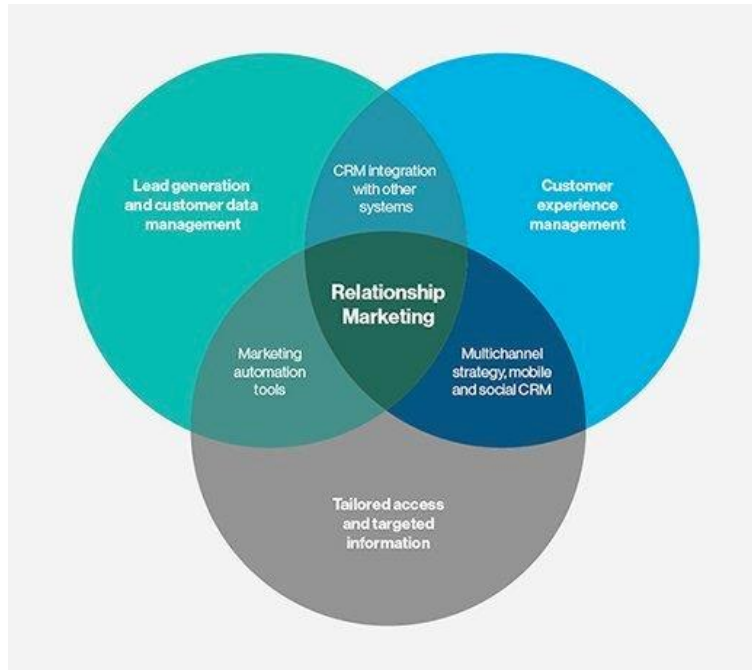 Lead generation
and customer data
management
CRM integration
with other
systems
Customer
experience
management
Relationship
Marketing
Marketing
automation
tools
Multichannel
strategy, mobile
and social CRM
Tailored access
and targeted
information